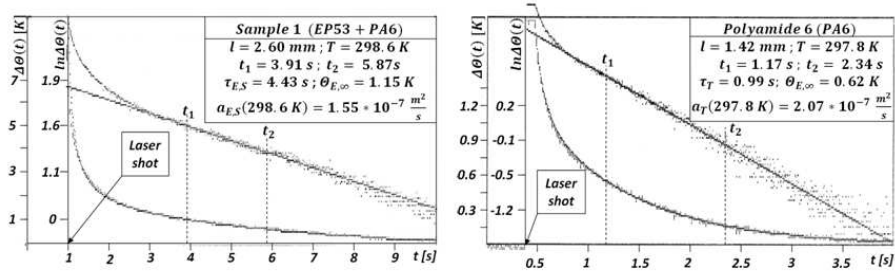 Sample 1 (EP53 + PA6)
l = 2.60 mm ; T = 298.6 K
t₁ = 3.91 s ; t₂ = 5.87s
τE,S = 4.43 s ; ΘE,∞ = 1.15 K
aE,S(298.6 K) = 1.55 * 10⁻⁷ m²/s
ΔΘ(t) [K]
lnΔΘ(t)
7
5
3
1
1.9
1.6
1.1
0
t₁
t₂
Laser
shot
1 2 3 4 5 6 7 8 9 t [s]
Polyamide 6 (PA6)
l = 1.42 mm ; T = 297.8 K
t₁ = 1.17 s ; t₂ = 2.34 s
τT = 0.99 s ; ΘE,∞ = 0.62 K
aT(297.8 K) = 2.07 * 10⁻⁷ m²/s
ΔΘ(t) [K]
lnΔΘ(t)
1.2
0.9
0.6
0.3
0.2
-0.1
-0.5
-1.2
t₁
t₂
Laser
shot
0.5 1 1.5 2 2.5 3 3.5 4 t [s]